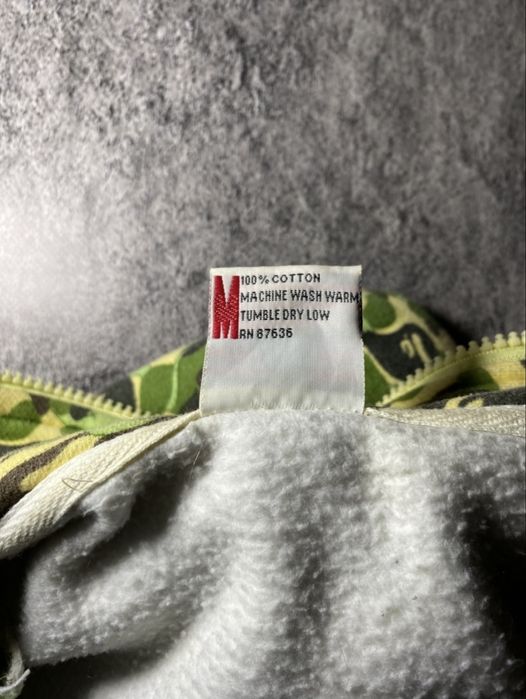 M
100% COTTON
MACHINE WASH WARM
TUMBLE DRY LOW
RN 87636